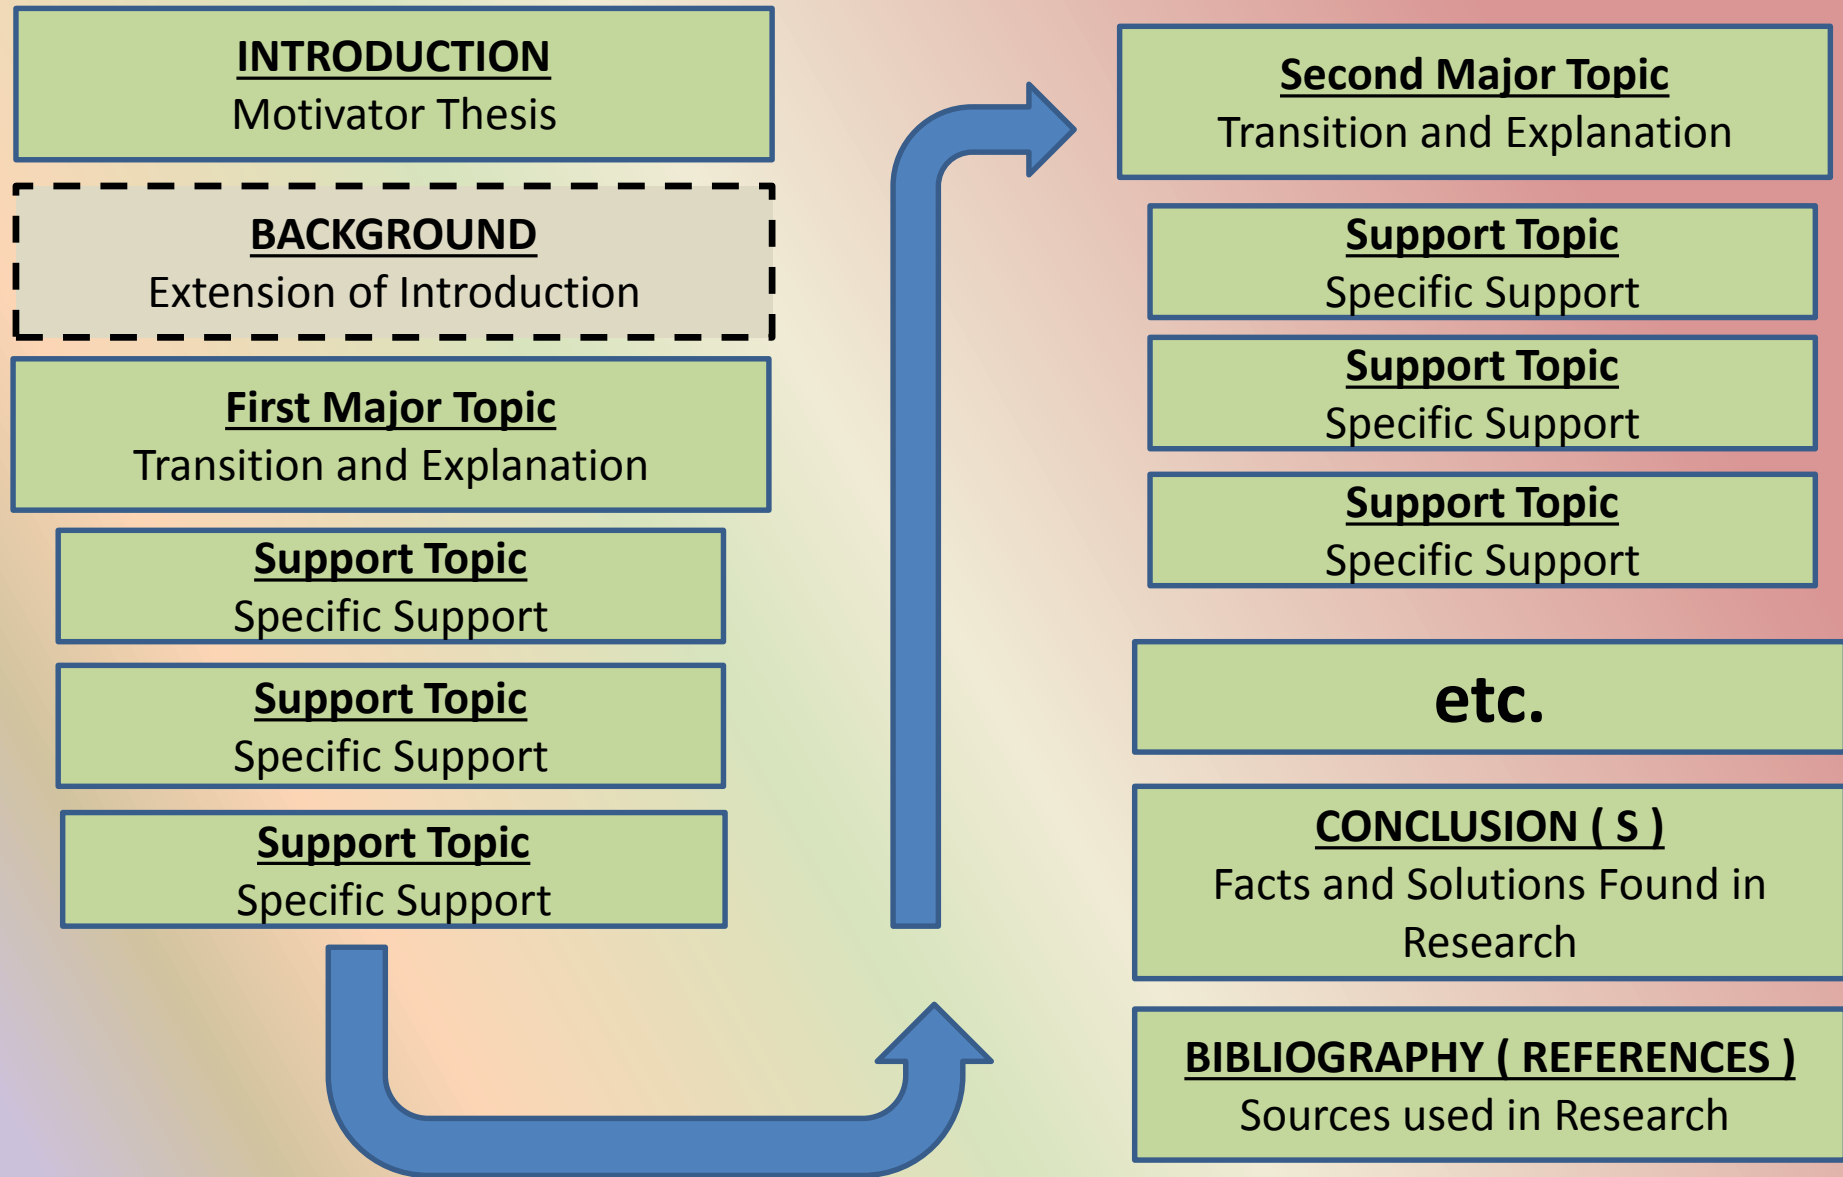 INTRODUCTION
Motivator Thesis
BACKGROUND
Extension of Introduction
First Major Topic
Transition and Explanation
Support Topic
Specific Support
Support Topic
Specific Support
Support Topic
Specific Support
Second Major Topic
Transition and Explanation
Support Topic
Specific Support
Support Topic
Specific Support
Support Topic
Specific Support
etc.
CONCLUSION ( S )
Facts and Solutions Found in
Research
BIBLIOGRAPHY ( REFERENCES )
Sources used in Research